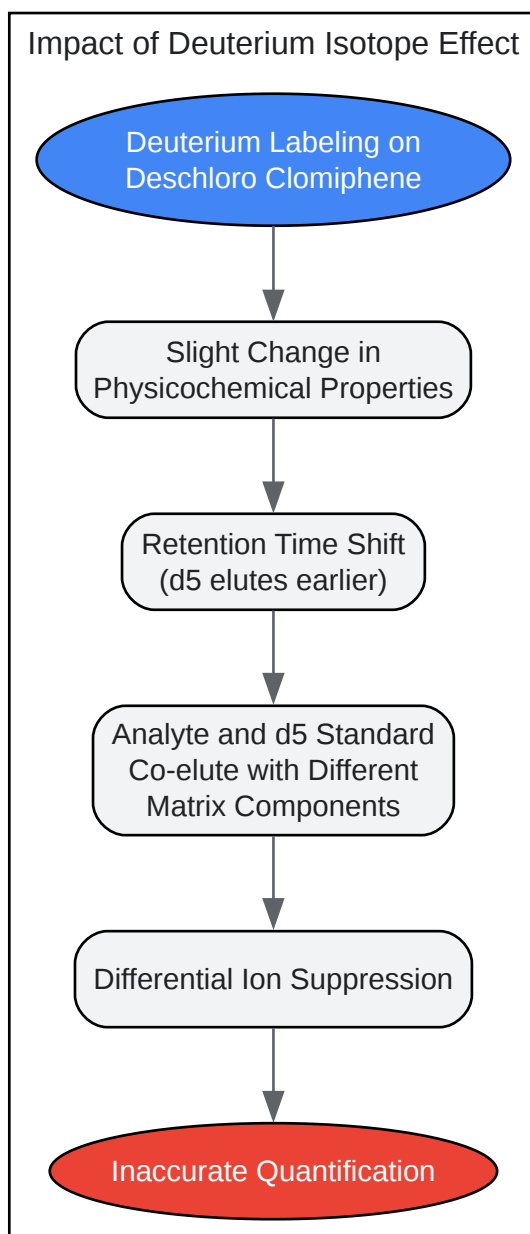 Impact of Deuterium Isotope Effect
Deuterium Labeling on
Deschloro Clomiphene
Slight Change in
Physicochemical Properties
Retention Time Shift
(d5 elutes earlier)
Analyte and d5 Standard
Co-elute with Different
Matrix Components
Differential Ion Suppression
Inaccurate Quantification